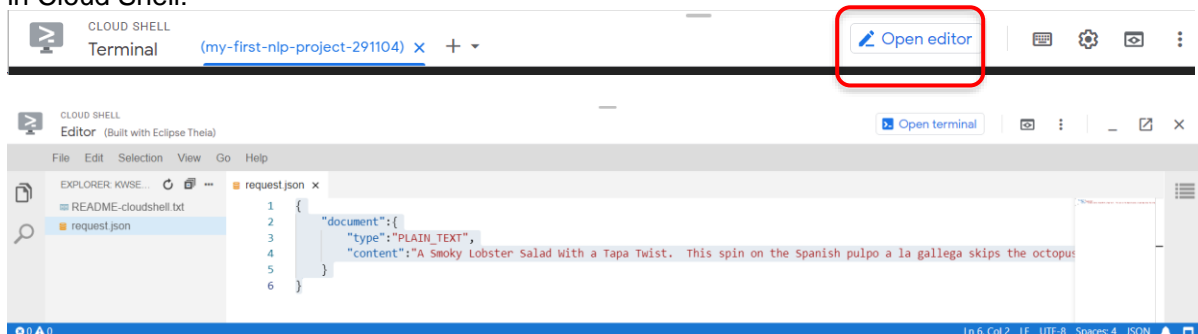 in Cloud Shell.
CLOUD SHELL
Terminal (my-first-nlp-project-291104) × + Open editor
CLOUD SHELL
Editor (Built with Eclipse Theia) Open terminal
File Edit Selection View Go Help
EXPLORER: KWSE... request.json ×
README-cloudshell.txt 1 {
request.json 2 "document":{
3 "type":"PLAIN_TEXT",
4 "content":"A Smoky Lobster Salad With a Tapa Twist. This spin on the Spanish pulpo a la gallega skips the octopus
5 }
6 }
0 0 Ln 6, Col 2 LF UTF-8 Spaces: 4 JSON